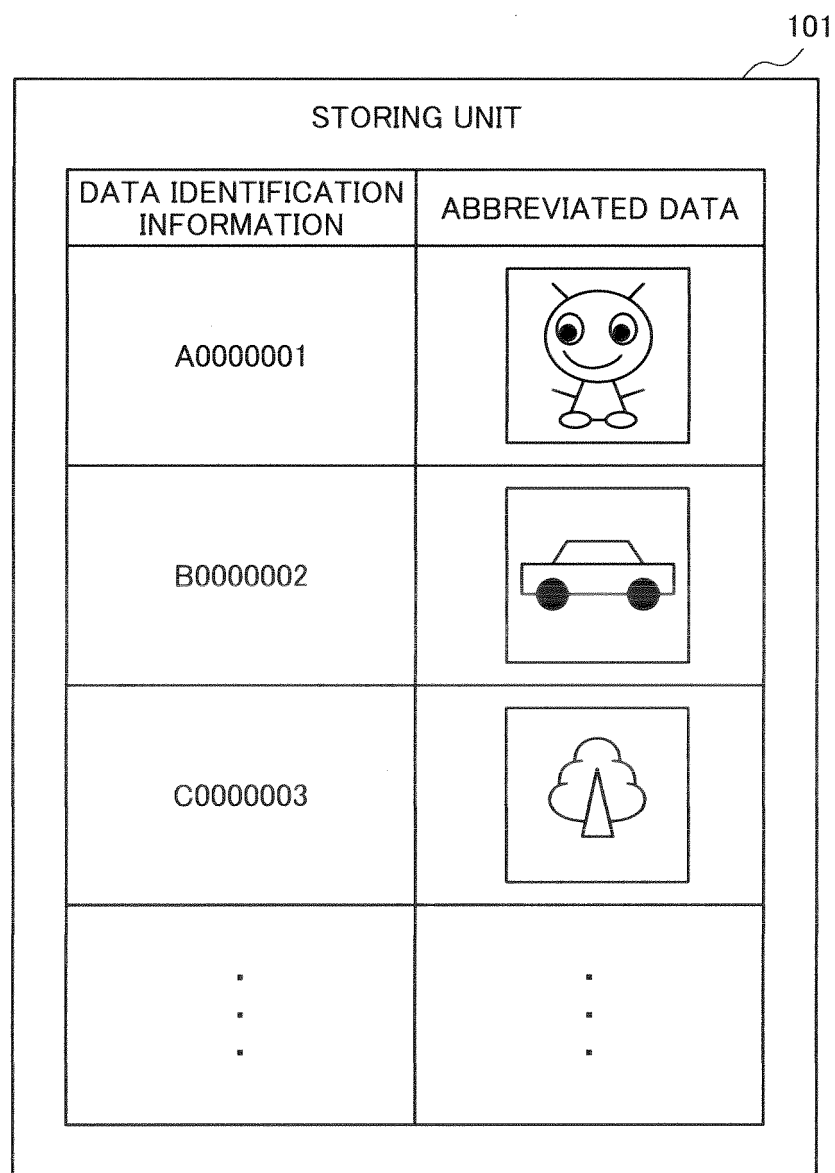 101
STORING UNIT
DATA IDENTIFICATION
INFORMATION
ABBREVIATED DATA
A0000001
B0000002
C0000003